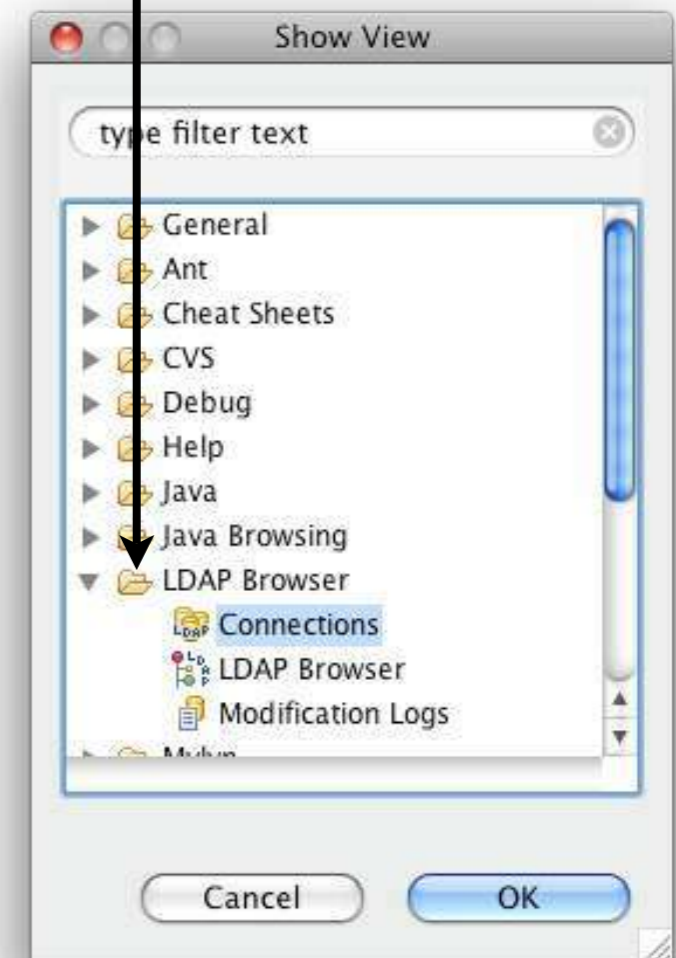 Show View
type filter text
General
Ant
Cheat Sheets
CVS
Debug
Help
Java
Java Browsing
LDAP Browser
Connections
LDAP Browser
Modification Logs
Cancel
OK